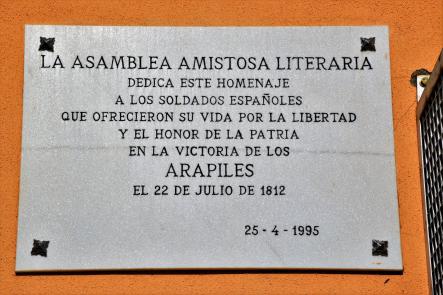 LA ASAMBLEA AMISTOSA LITERARIA
DEDICA ESTE HOMENAJE
A LOS SOLDADOS ESPAÑOLES
QUE OFRECIERON SU VIDA POR LA LIBERTAD
Y EL HONOR DE LA PATRIA
EN LA VICTORIA DE LOS
ARAPILES
EL 22 DE JULIO DE 1812
25-4-1995